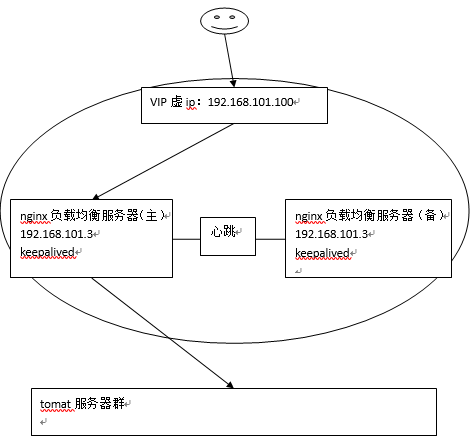 VIP 虚 ip：192.168.101.100
nginx 负载均衡服务器（主）
192.168.101.3
keepalived
心跳
nginx 负载均衡服务器（备）
192.168.101.3
keepalived
tomat 服务器群